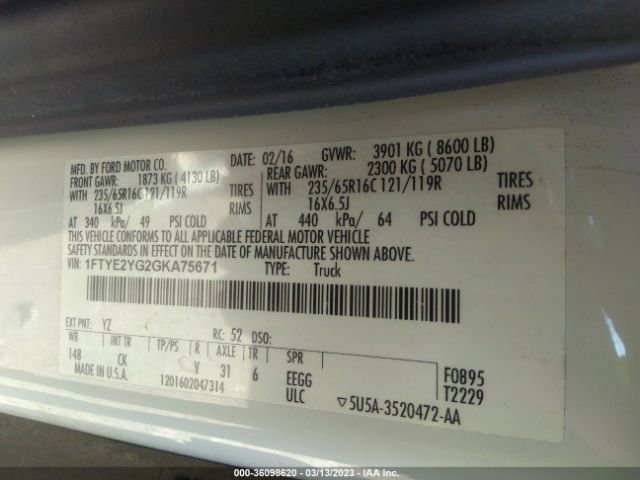 MFD. BY FORD MOTOR CO. DATE: 02/16 GVWR: 3901 KG ( 8600 LB)
FRONT GAWR: 1873 KG ( 4130 LB) REAR GAWR: 2300 KG ( 5070 LB)
WITH 235/65R16C 121/119R TIRES WITH 235/65R16C 121/119R TIRES
16X6.5J RIMS 16X6.5J RIMS
AT 340 kPa/ 49 PSI COLD AT 440 kPa/ 64 PSI COLD
THIS VEHICLE CONFORMS TO ALL APPLICABLE FEDERAL MOTOR VEHICLE
SAFETY STANDARDS IN EFFECT ON THE DATE OF MANUFACTURE SHOWN ABOVE.
VIN: 1FTYE2YG2GKA75671 TYPE: Truck
EXT PNT: YZ RC: 52 DSO:
WB INT TR TP/PS R AXLE TR SPR
148 CK Y 31 6 EEGG F0895
MADE IN U.S.A. 1201602047314 ULC T2229
▽5U5A-3520472-AA
000-36098620 - 03/13/2023 - IAA Inc.